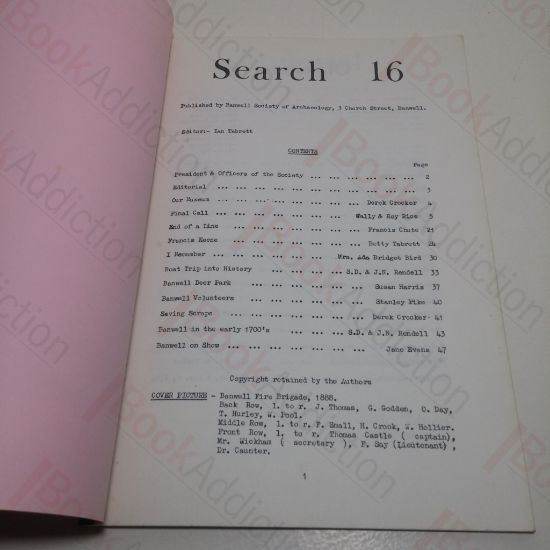 Search 16
Published by Banwell Society of Archaeology, 3 Church Street, Banwell.
Editor:- Ian Tabrett
CONTENTS
Page
President & Officers of the Society ... ... ... ... ... ... 2
Editorial ... ... ... ... ... ... ... ... ... ... ... 3
Our Museum ... ... ... ... ... ... ... ... Derek Crocker 4
Final Call ... ... ... ... ... ... ... Wally & Roy Rice 5
End of a Line ... ... ... ... ... ... ... Francis Chute 21
Francis Keene ... ... ... ... ... ... ... Betty Tabrett 24
I Remember ... ... ... ... ... ... Mrs. Ada Bridget Bird 30
Boat Trip into History ... ... ... ... S.D. & J.N. Rendell 33
Banwell Deer Park ... ... ... ... ... ... Susan Harris 37
Banwell Volunteers ... ... ... ... ... Stanley Pike 40
Saving Scraps ... ... ... ... ... ... Derek Crocker 41
Banwell in the early 1700's ... ... ... S.D. & J.N. Rendell 43
Banwell on Show ... ... ... ... ... ... ... ... Jane Evans 47
Copyright retained by the Authors
COVER PICTURE - Banwell Fire Brigade, 1888.
Back Row, l. to r. J. Thomas, G. Godden, O. Day,
T. Hurley, W. Pool.
Middle Row, l. to r. F. Small, H. Crook, W. Hollier.
Front Row, l. to r. Thomas Castle ( captain),
Mr. Wickham ( secretary ), F. Say (Lieutenant) ,
Dr. Caunter.
1
BookAddiction